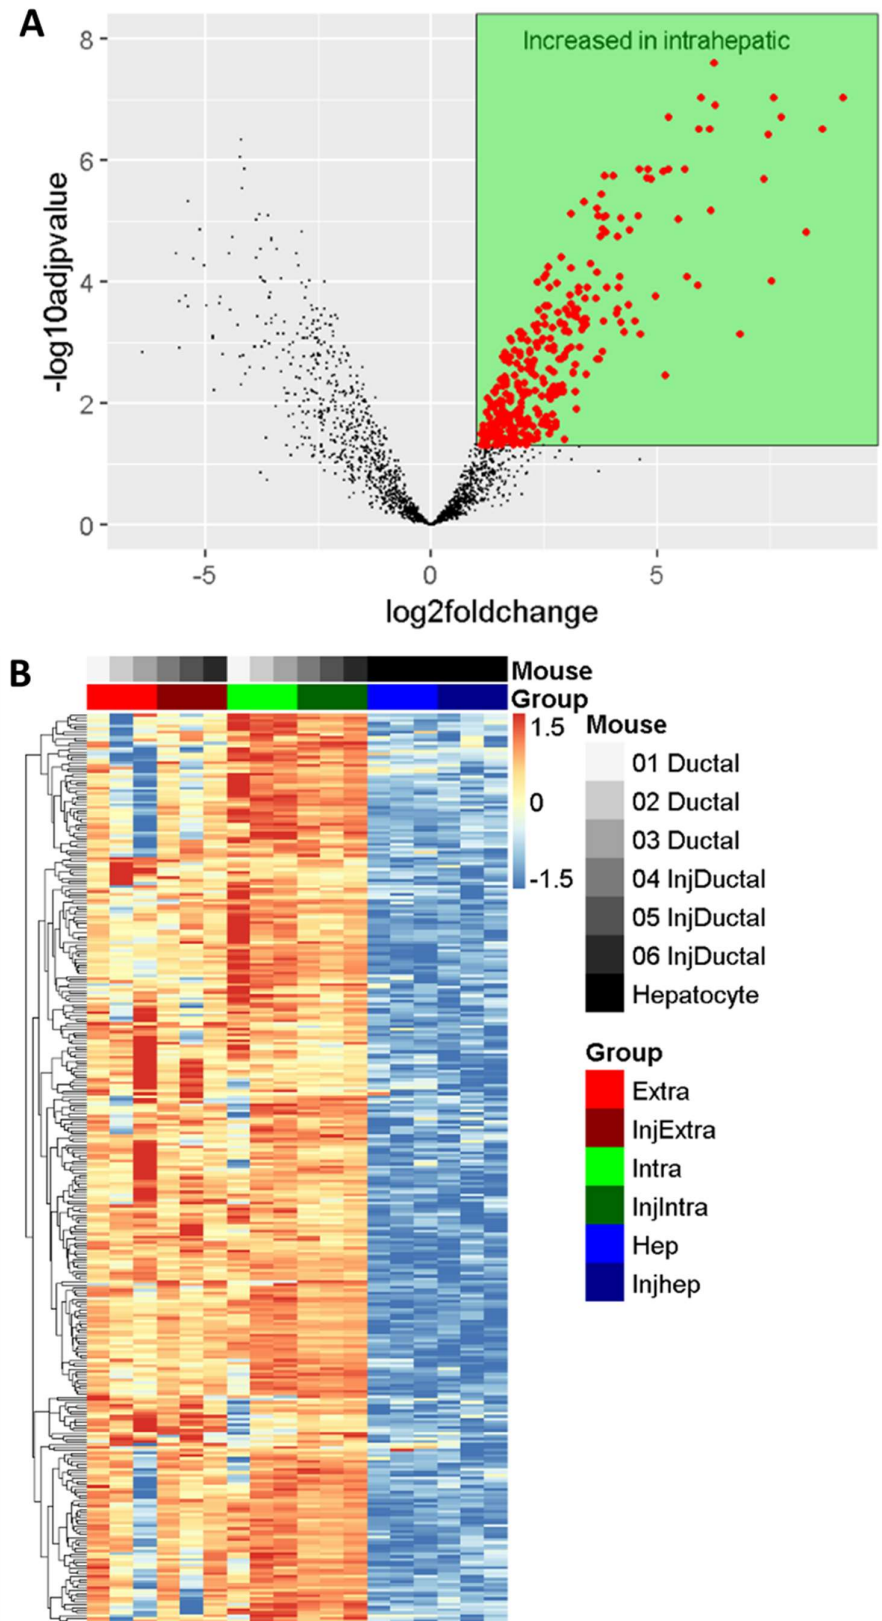 A
8
6
4
2
0
-log10adjpvalue
Increased in intrahepatic
-5
0
5
log2foldchange
B
Mouse
Group
1.5
0
-1.5
Mouse
01 Ductal
02 Ductal
03 Ductal
04 InjDuctal
05 InjDuctal
06 InjDuctal
Hepatocyte
Group
Extra
InjExtra
Intra
InjIntra
Hep
Injhep